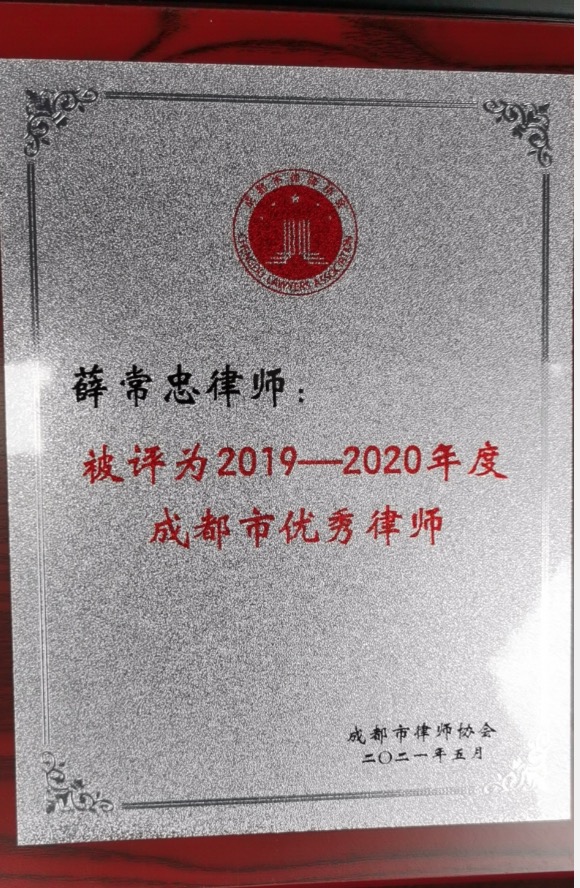 成都市律师协会
CHENGDU LAWYERS ASSOCIATION
薛常忠律师：
被评为2019—2020年度
成都市优秀律师
成都市律师协会
二〇二一年五月